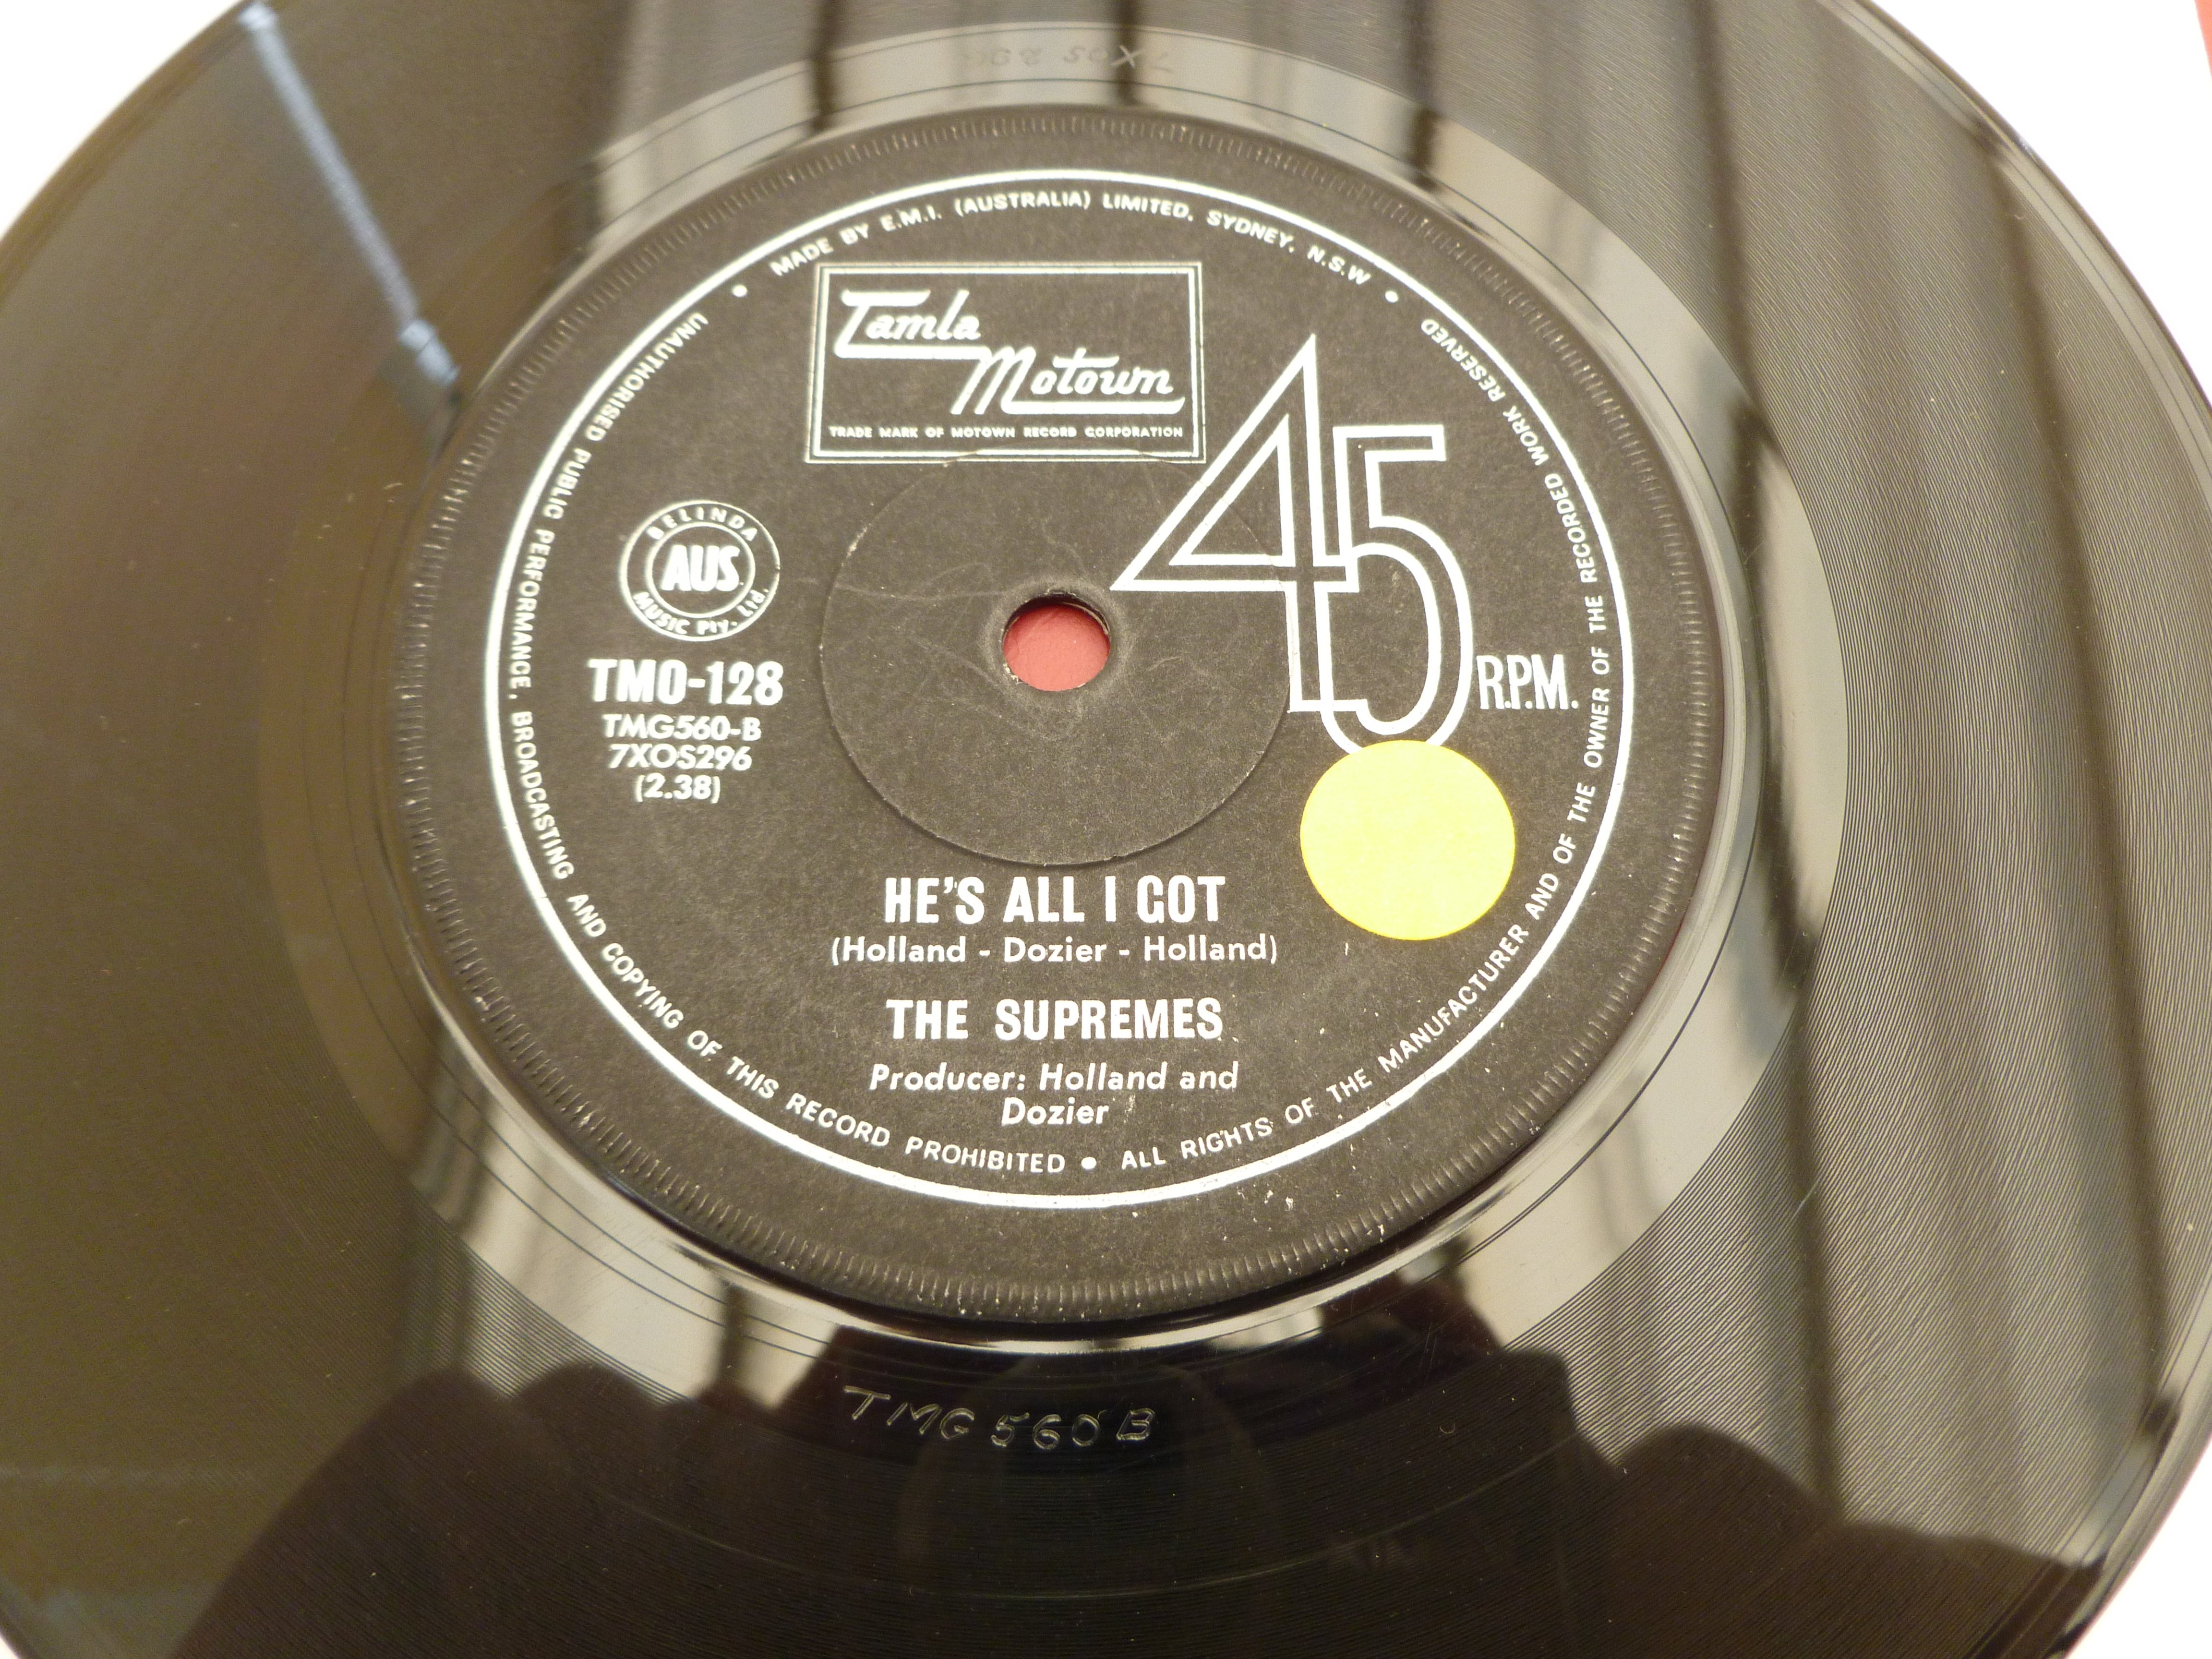 MADE BY E.M.I. (AUSTRALIA) LIMITED. SYDNEY. N.S.W
Tamla
Motown
TRADE MARK OF MOTOWN RECORD CORPORATION
45
R.P.M.
BELINDA
AUS
MUSIC Pty. Ltd.
TMO-128
TMG560-B
7XOS296
(2.38)
HE'S ALL I GOT
(Holland - Dozier - Holland)
THE SUPREMES
Producer: Holland and
Dozier
UNAUTHORISED PUBLIC PERFORMANCE, BROADCASTING AND COPYING OF THIS RECORD PROHIBITED • ALL RIGHTS OF THE MANUFACTURER AND OF THE OWNER OF THE RECORDED WORK RESERVED
TMG 560 B